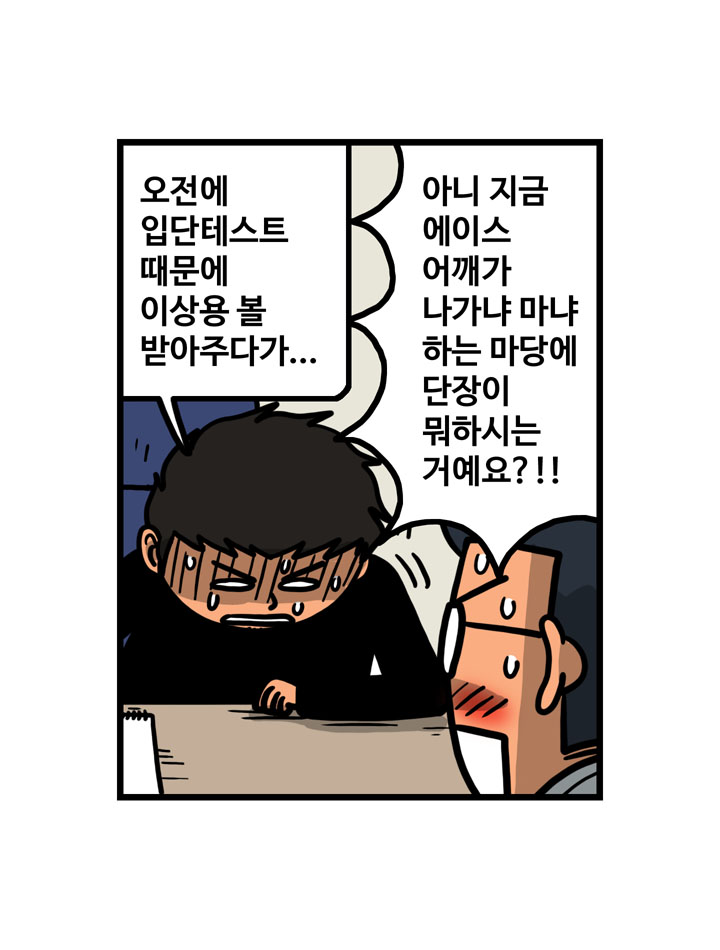 오전에
입단테스트
때문에
이상용 볼
받아주다가...
아니 지금
에이스
어깨가
나가냐 마냐
하는 마당에
단장이
뭐하시는
거예요?!!